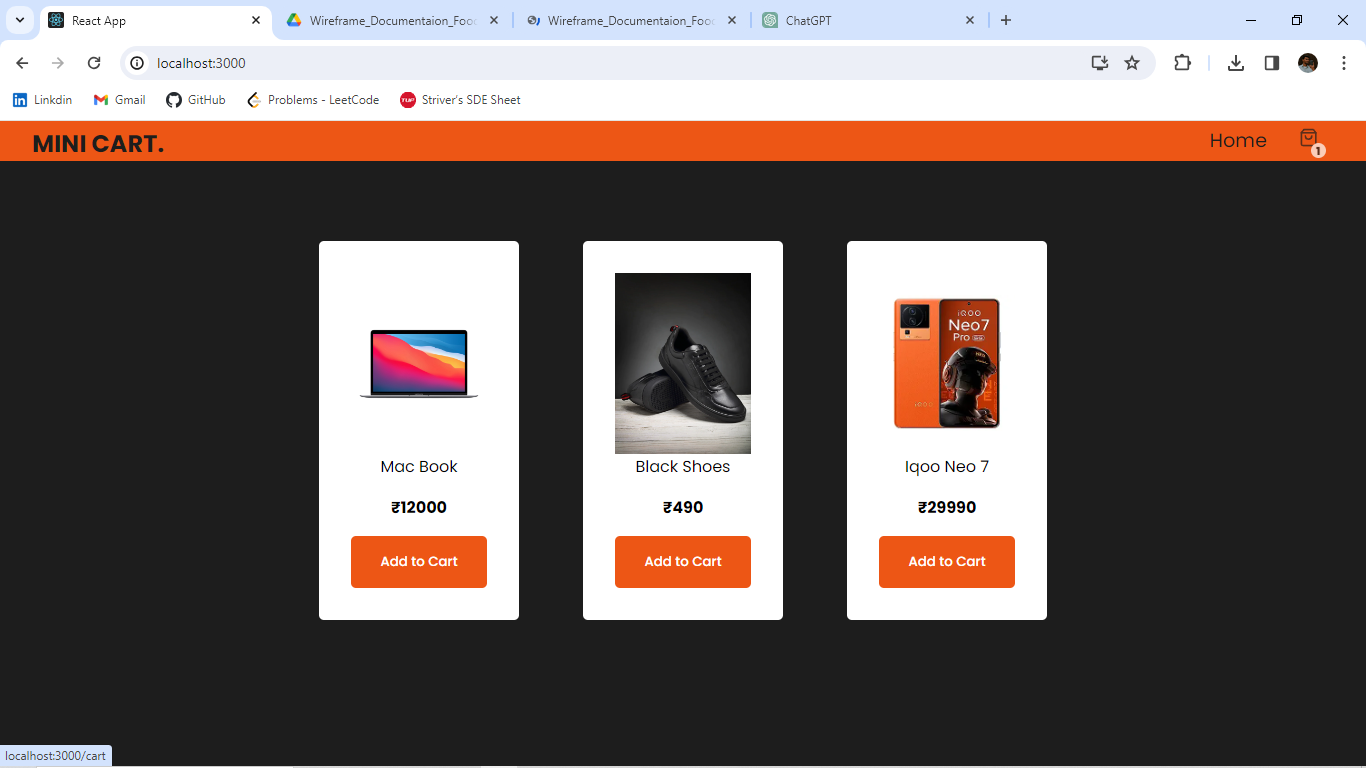 React App
Wireframe_Documentaion_Foo
Wireframe_Documentaion_Foo
ChatGPT
localhost:3000
Linkdin
Gmail
GitHub
Problems - LeetCode
TUF
Striver's SDE Sheet
MINI CART.
Home
1
iQOO
Neo7
Pro
iQOO
Mac Book
Black Shoes
Iqoo Neo 7
₹12000
₹490
₹29990
Add to Cart
Add to Cart
Add to Cart
localhost:3000/cart